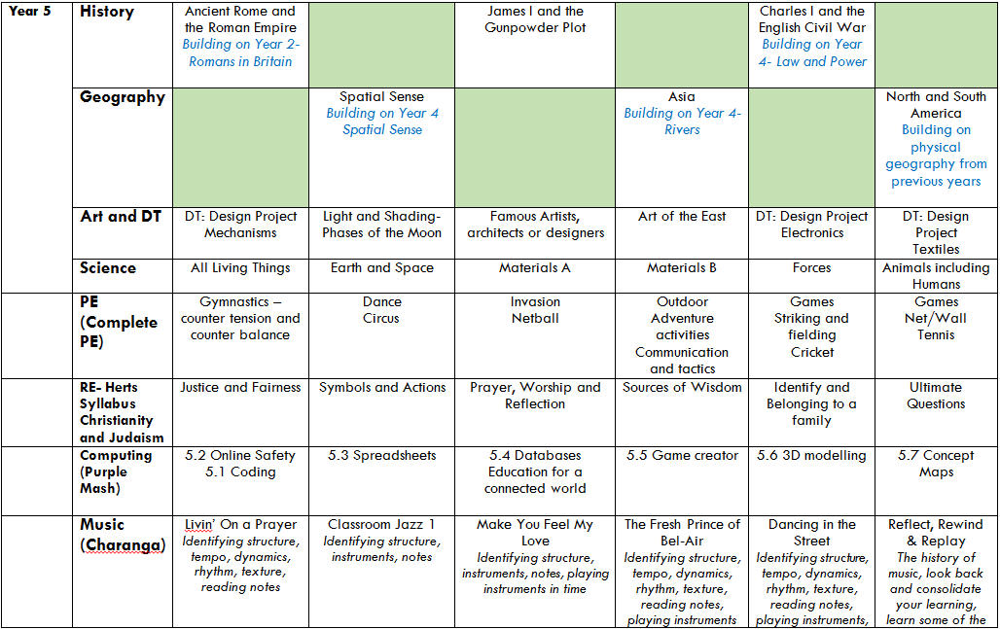 Year 5
History
Ancient Rome and
the Roman Empire
Building on Year 2-
Romans in Britain
James I and the
Gunpowder Plot
Charles I and the
English Civil War
Building on Year
4- Law and Power
Geography
Spatial Sense
Building on Year 4
Spatial Sense
Asia
Building on Year 4-
Rivers
North and South
America
Building on
physical
geography from
previous years
Art and DT
DT: Design Project
Mechanisms
Light and Shading-
Phases of the Moon
Famous Artists,
architects or designers
Art of the East
DT: Design Project
Electronics
DT: Design
Project
Textiles
Science
All Living Things
Earth and Space
Materials A
Materials B
Forces
Animals including
Humans
PE
(Complete
PE)
Gymnastics –
counter tension and
counter balance
Dance
Circus
Invasion
Netball
Outdoor
Adventure
activities
Communication
and tactics
Games
Striking and
fielding
Cricket
Games
Net/Wall
Tennis
RE- Herts
Syllabus
Christianity
and Judaism
Justice and Fairness
Symbols and Actions
Prayer, Worship and
Reflection
Sources of Wisdom
Identify and
Belonging to a
family
Ultimate
Questions
Computing
(Purple
Mash)
5.2 Online Safety
5.1 Coding
5.3 Spreadsheets
5.4 Databases
Education for a
connected world
5.5 Game creator
5.6 3D modelling
5.7 Concept
Maps
Music
(Charanga)
Livin’ On a Prayer
Identifying structure,
tempo, dynamics,
rhythm, texture,
reading notes
Classroom Jazz 1
Identifying structure,
instruments, notes
Make You Feel My
Love
Identifying structure,
instruments, notes, playing
instruments in time
The Fresh Prince of
Bel-Air
Identifying structure,
tempo, dynamics,
rhythm, texture,
reading notes,
playing instruments
Dancing in the
Street
Identifying structure,
tempo, dynamics,
rhythm, texture,
reading notes,
playing instruments,
Reflect, Rewind
& Replay
The history of
music, look back
and consolidate
your learning,
learn some of the